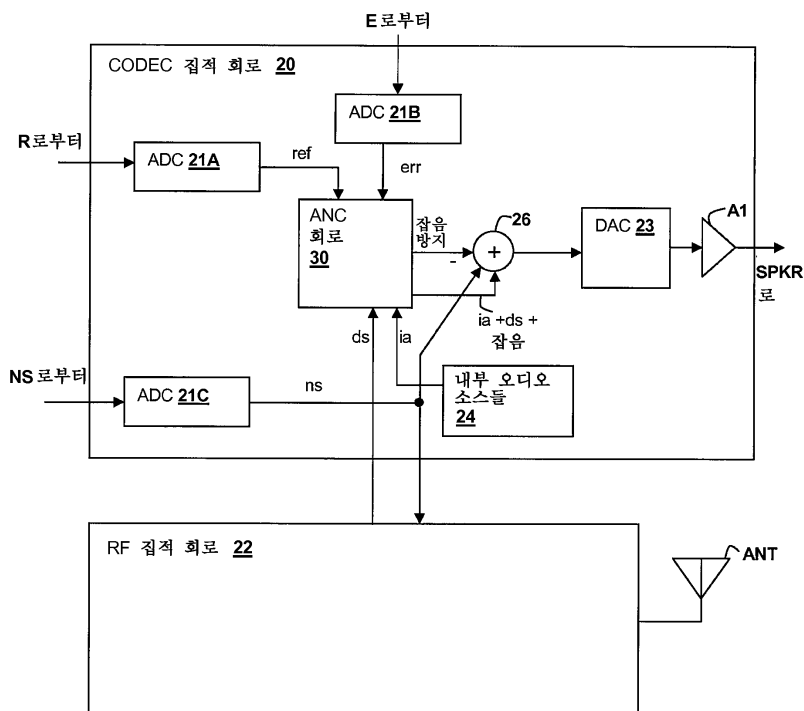 E로부터
CODEC 집적 회로 20
ADC 21B
R로부터
ADC 21A
ref
err
ANC
회로
30
잡음
방지
-
26
+
DAC 23
A1
SPKR
로
ia +ds +
잡음
ds
ia
NS로부터
ADC 21C
ns
내부 오디오
소스들
24
RF 집적 회로 22
ANT